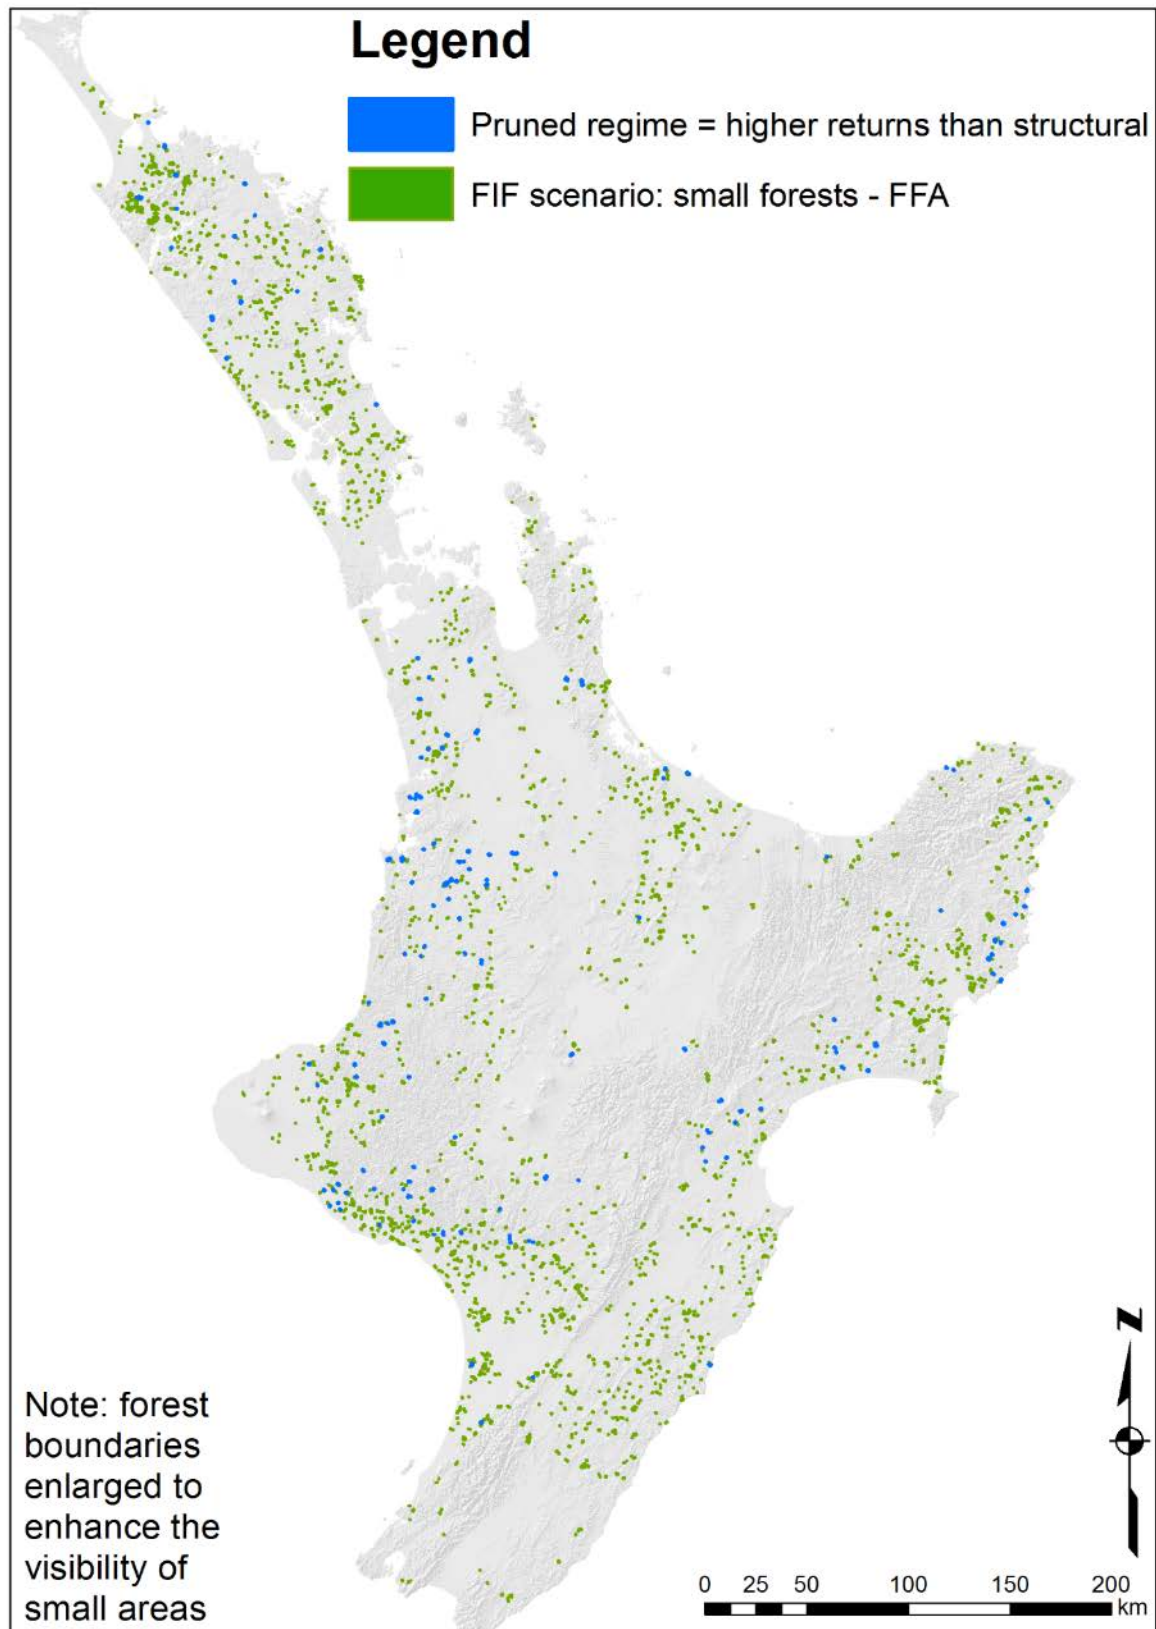 Legend
Pruned regime = higher returns than structural
FIF scenario: small forests - FFA
Note: forest
boundaries
enlarged to
enhance the
visibility of
small areas
N
0 25 50 100 150 200
km